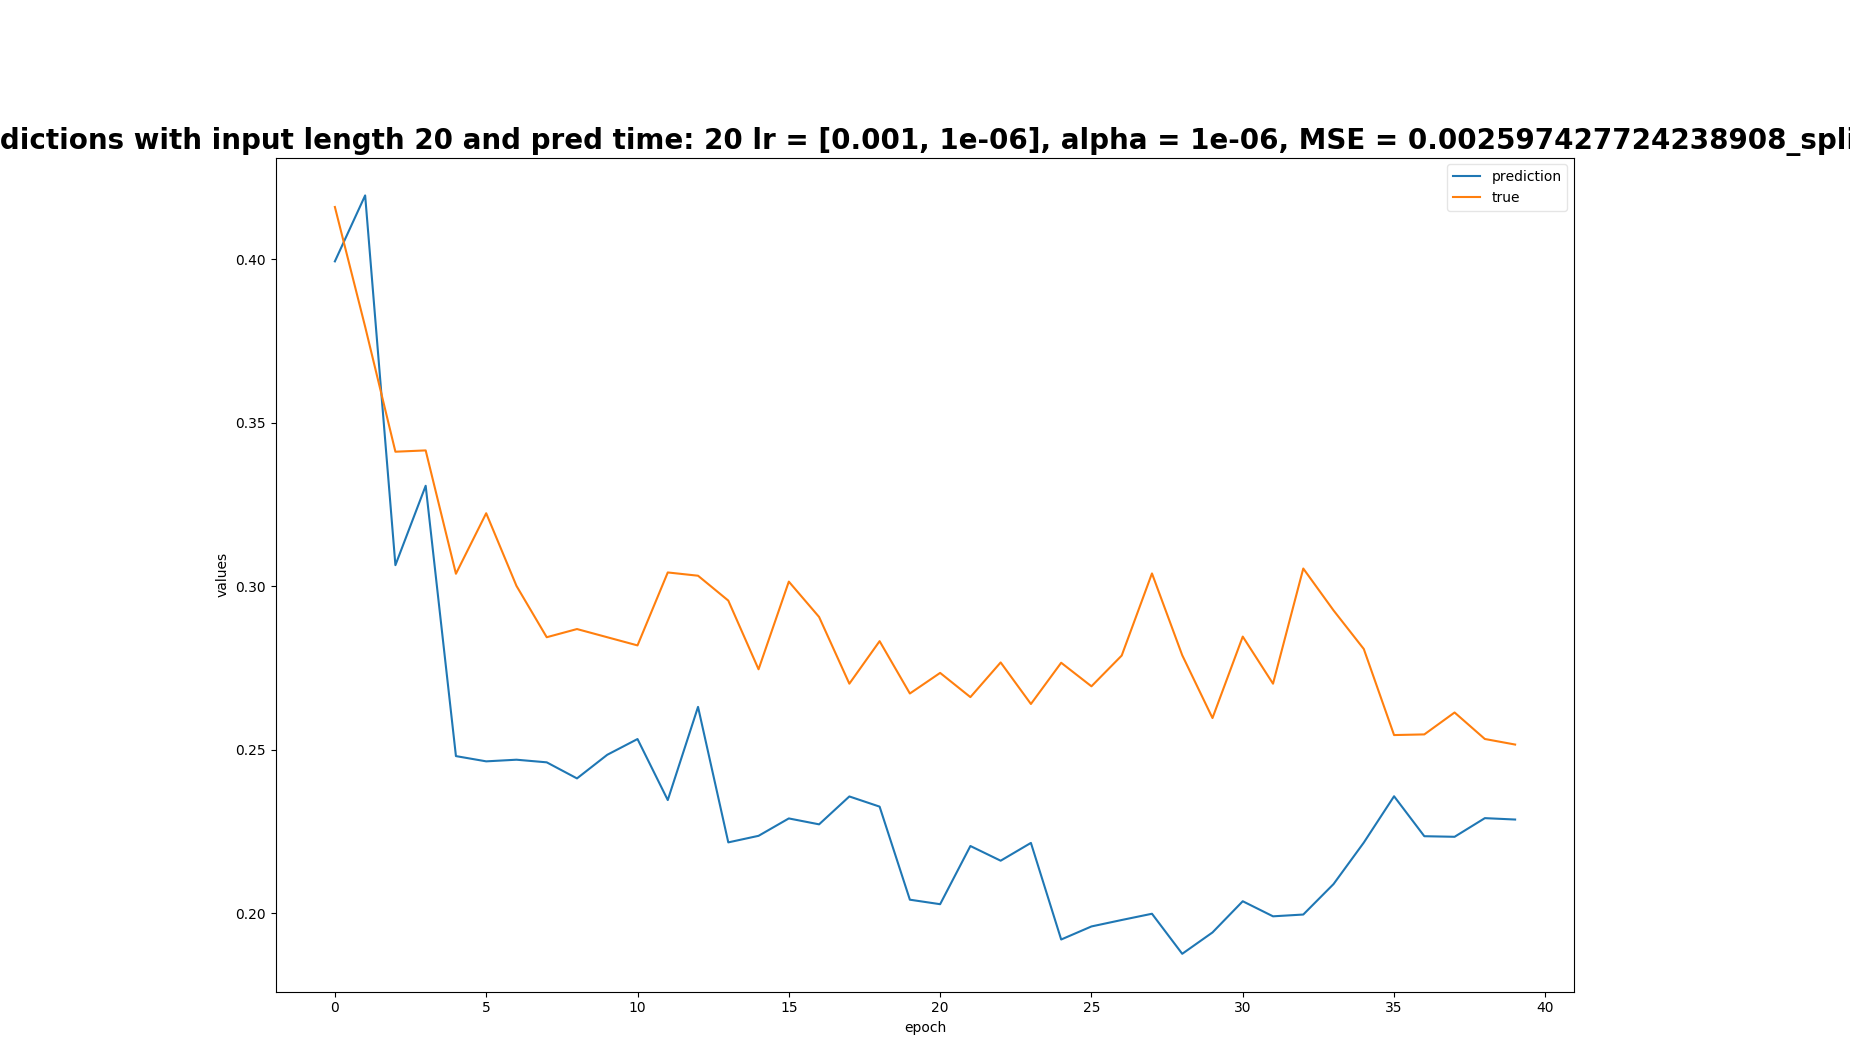 dictions with input length 20 and pred time: 20 lr = [0.001, 1e-06], alpha = 1e-06, MSE = 0.002597427724238908_spli
prediction
true
0.40
0.35
0.30
0.25
0.20
values
0 5 10 15 20 25 30 35 40
epoch